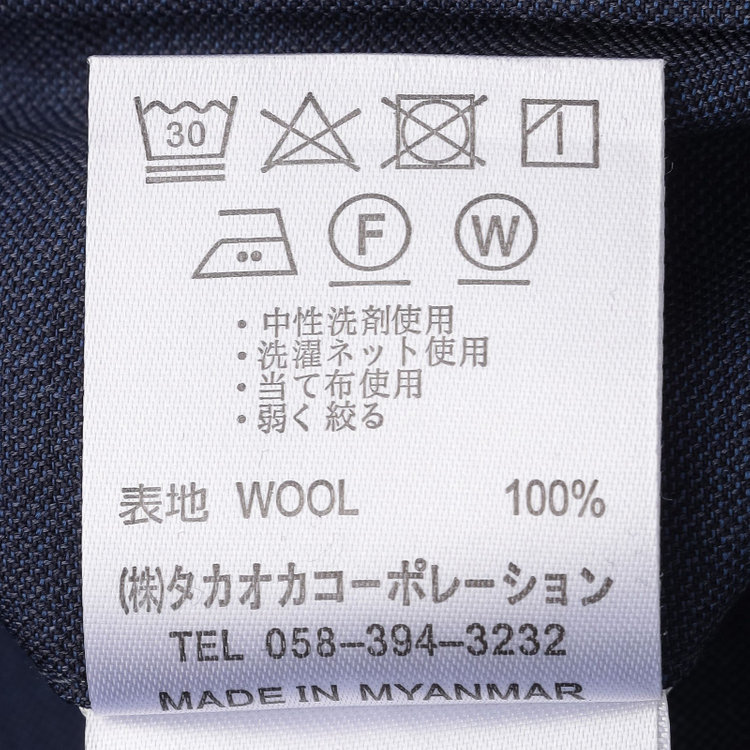 30
F W
・中性洗剤使用
・洗濯ネット使用
・当て布使用
・弱く絞る
表地 WOOL 100%
(株)タカオカコーポレーション
TEL 058-394-3232
MADE IN MYANMAR